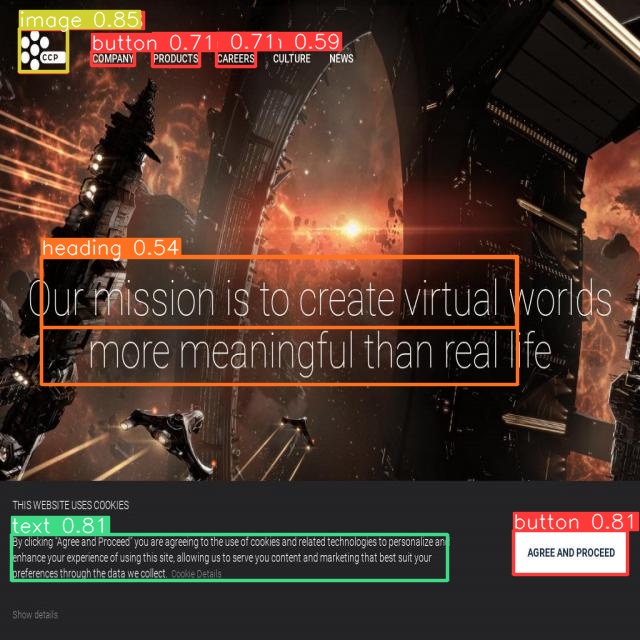 image 0.85
button 0.71 0.71 0.59
CCP
COMPANY PRODUCTS CAREERS CULTURE NEWS
heading 0.54
Our mission is to create virtual worlds
more meaningful than real life
THIS WEBSITE USES COOKIES
text 0.81
button 0.81
By clicking "Agree and Proceed" you are agreeing to the use of cookies and related technologies to personalize and
enhance your experience of using this site, allowing us to serve you content and marketing that best suit your
preferences through the data we collect. Cookie Details
AGREE AND PROCEED
Show details